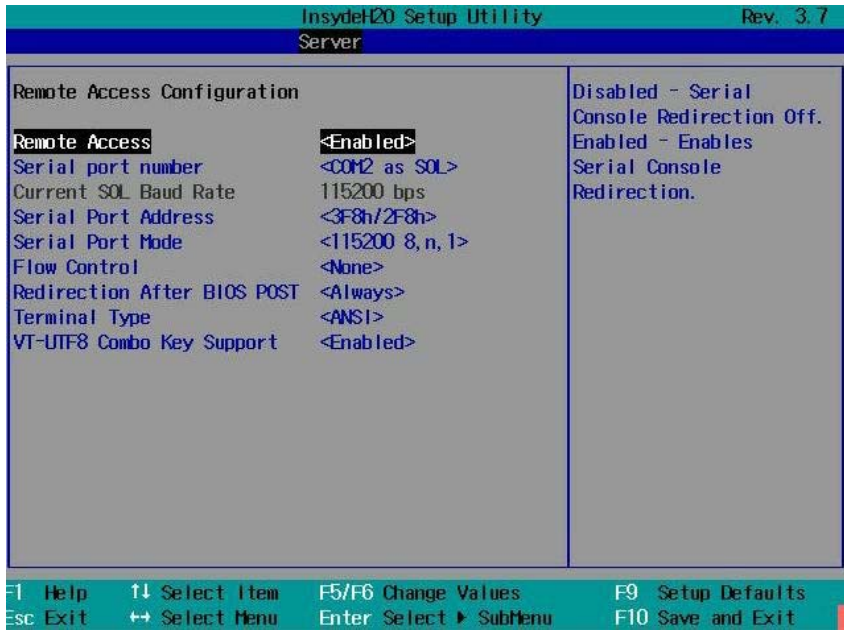 InsydeH2O Setup Utility Rev. 3.7
Server
Remote Access Configuration
Remote Access <Enabled>
Serial port number <COM2 as SOL>
Current SOL Baud Rate 115200 bps
Serial Port Address <3F8h/2F8h>
Serial Port Mode <115200 8,n,1>
Flow Control <None>
Redirection After BIOS POST <Always>
Terminal Type <ANSI>
VT-UTF8 Combo Key Support <Enabled>
Disabled - Serial
Console Redirection Off.
Enabled - Enables
Serial Console
Redirection.
F1 Help ↑↓ Select Item F5/F6 Change Values F9 Setup Defaults
Esc Exit ↔ Select Menu Enter Select ▶ SubMenu F10 Save and Exit